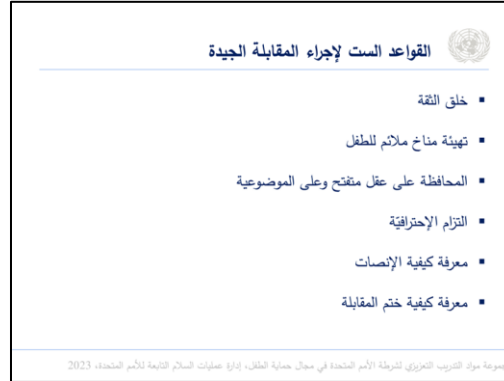 القواعد الست لإجراء المقابلة الجيدة
▪ خلق الثقة
▪ تهيئة مناخ ملائم للطفل
▪ المحافظة على عقل متفتح وعلى الموضوعية
▪ التزام الإحترافيّة
▪ معرفة كيفية الإنصات
▪ معرفة كيفية ختم المقابلة
مواد التدريب التعزيزي لشرطة الأمم المتحدة في مجال حماية الطفل، إدارة عمليات السلام التابعة للأمم المتحدة، 2023